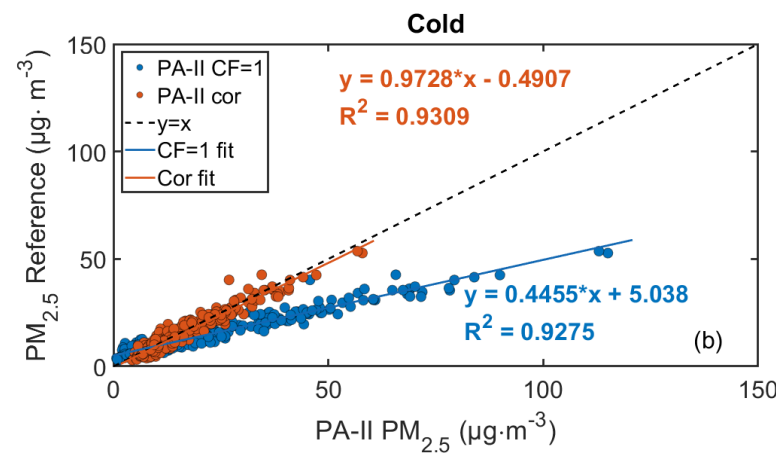 Cold
PA-II CF=1
PA-II cor
y=x
CF=1 fit
Cor fit
y = 0.9728*x - 0.4907
R² = 0.9309
y = 0.4455*x + 5.038
R² = 0.9275
(b)
150
100
50
0
PM₂.₅ Reference (µg· m⁻³)
0 50 100 150
PA-II PM₂.₅ (µg·m⁻³)